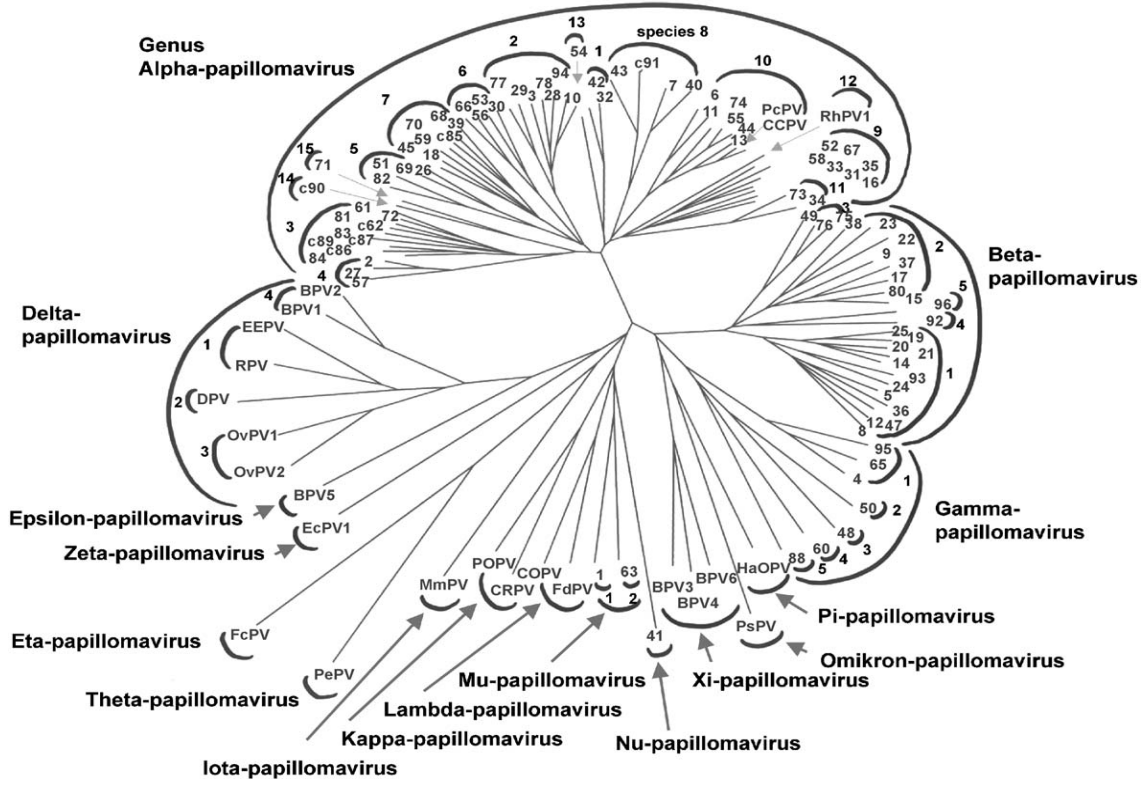 Genus
Alpha-papillomavirus
13
54
2
1
species 8
94
42
32
43
c91
7
40
10
6
11
74
55
44
13
PcPV
CCPV
12
RhPV1
9
52
67
58
33
31
35
16
73
34
11
6
77
29
3
78
28
10
7
66
53
30
56
68
39
c85
70
59
45
18
5
51
82
69
26
15
71
14
c90
3
61
81
72
83
c62
c89
c87
c86
84
4
2
27
57
Delta-
papillomavirus
4
BPV2
BPV1
1
EEPV
RPV
2
DPV
3
OvPV1
OvPV2
Beta-
papillomavirus
3
49
76
75
38
23
22
2
9
37
17
80
15
5
96
92
4
25
19
20
21
14
93
1
24
5
36
12
47
8
Gamma-
papillomavirus
95
65
4
1
50
2
48
3
60
4
88
5
Epsilon-papillomavirus
BPV5
Zeta-papillomavirus
EcPV1
Eta-papillomavirus
FcPV
Theta-papillomavirus
PePV
Iota-papillomavirus
MmPV
Kappa-papillomavirus
POPV
CRPV
Lambda-papillomavirus
COPV
FdPV
Mu-papillomavirus
1
63
1
2
Nu-papillomavirus
41
Xi-papillomavirus
BPV3
BPV6
BPV4
Omikron-papillomavirus
PsPV
Pi-papillomavirus
HaOPV